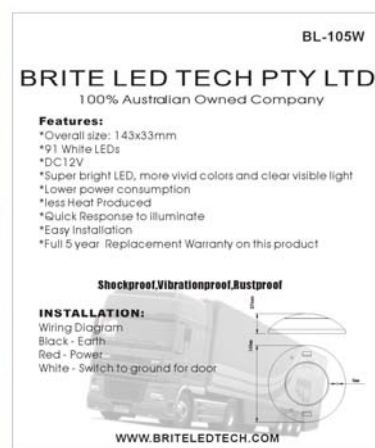 BL-105W
BRITE LED TECH PTY LTD
100% Australian Owned Company
Features:
*Overall size: 143x33mm
*91 White LEDs
*DC12V
*Super bright LED, more vivid colors and clear visible light
*Lower power consumption
*less Heat Produced
*Quick Response to illuminate
*Easy Installation
*Full 5 year Replacement Warranty on this product
Shockproof,Vibrationproof,Rustproof
INSTALLATION:
Wiring Diagram
Black - Earth
Red - Power
White - Switch to ground for door
WWW.BRITELEDTECH.COM